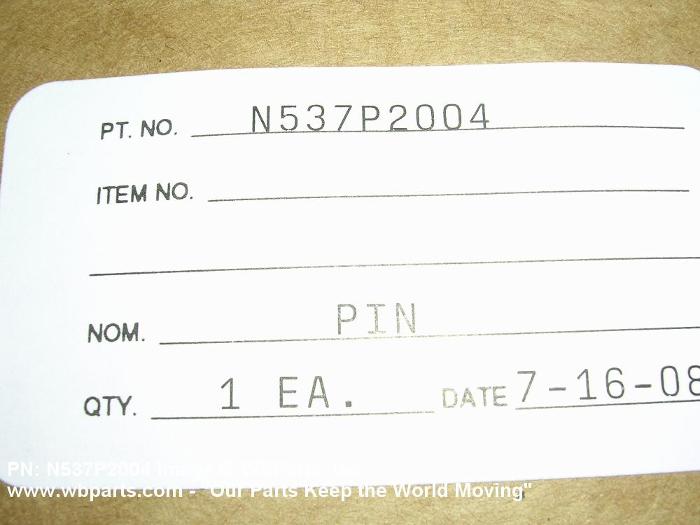 PT. NO. N537P2004
ITEM NO.
NOM. PIN
QTY. 1 EA. DATE 7-16-08
PN: N537P2004
www.wbparts.com - "Our Parts Keep the World Moving"